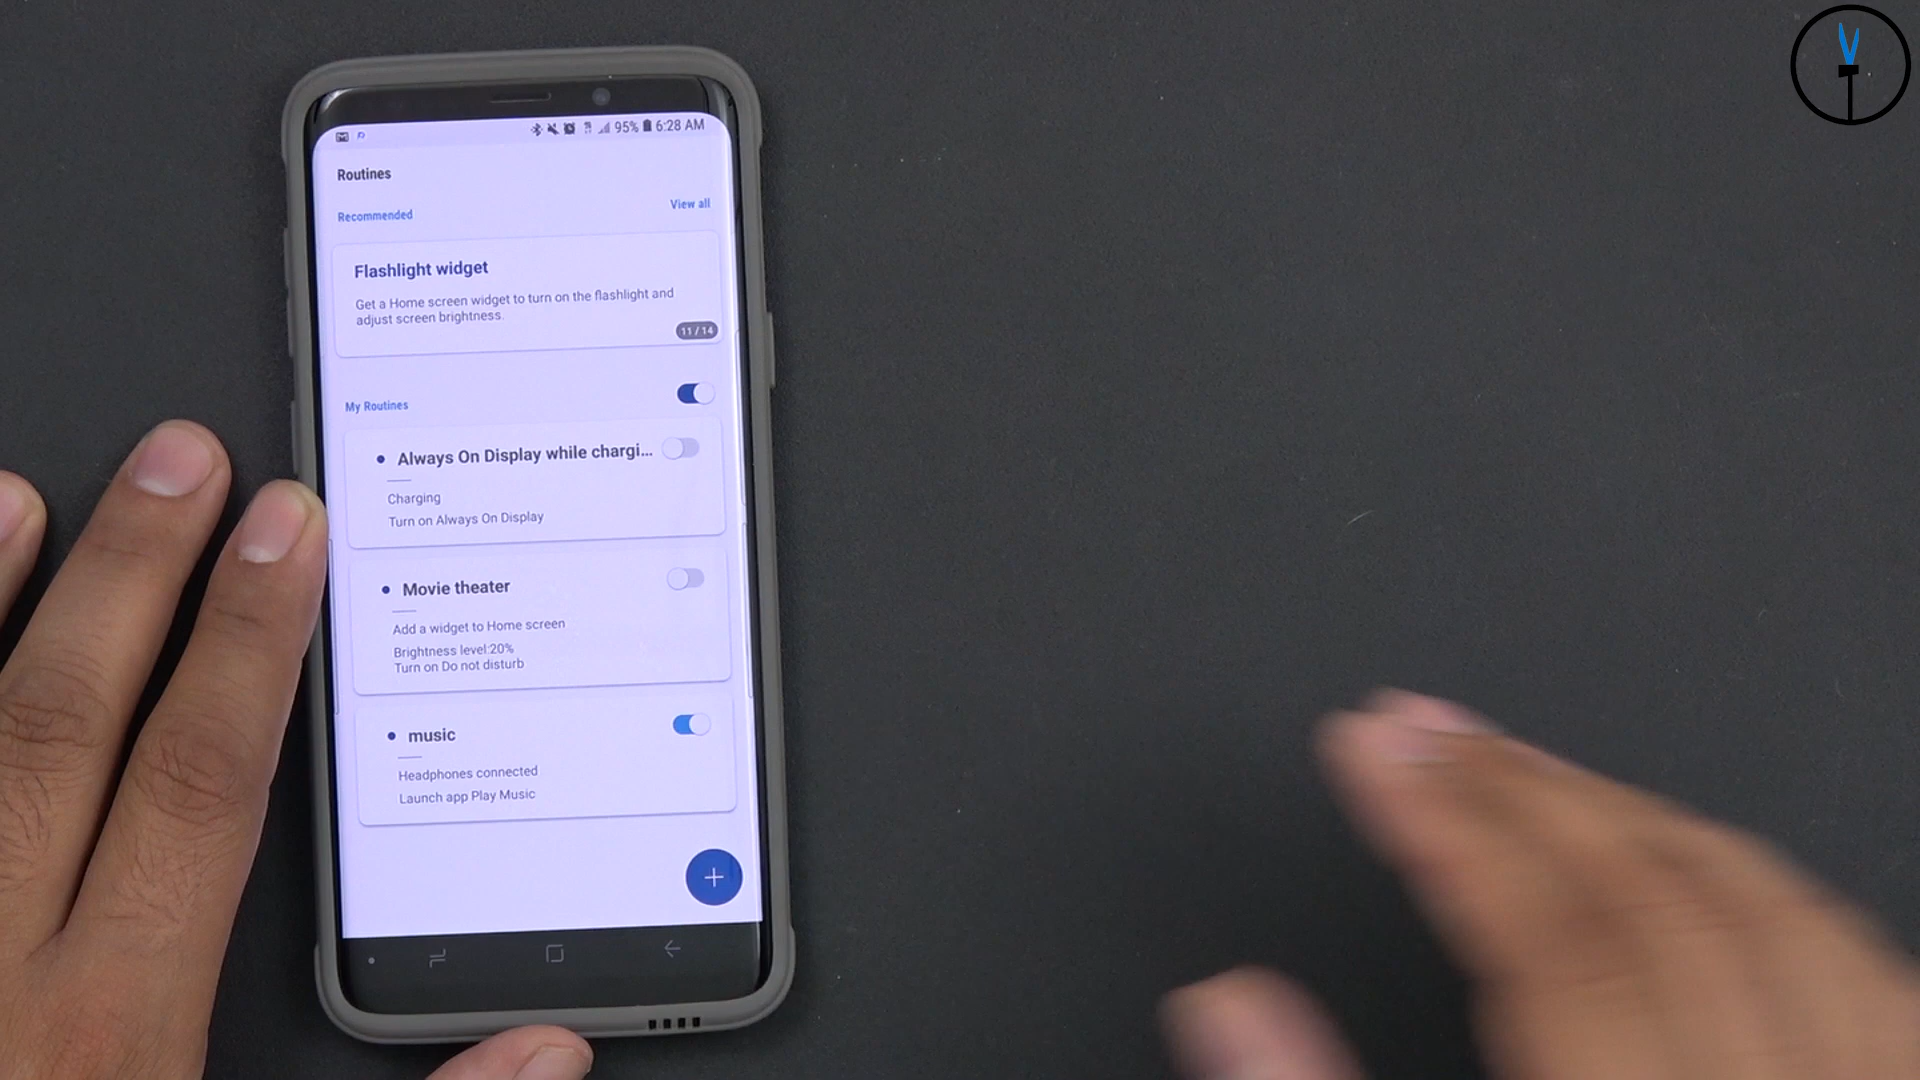 95% 6:28 AM
Routines
Recommended
View all
Flashlight widget
Get a Home screen widget to turn on the flashlight and
adjust screen brightness.
11/14
My Routines
Always On Display while chargi...
Charging
Turn on Always On Display
Movie theater
Add a widget to Home screen
Brightness level:20%
Turn on Do not disturb
music
Headphones connected
Launch app Play Music